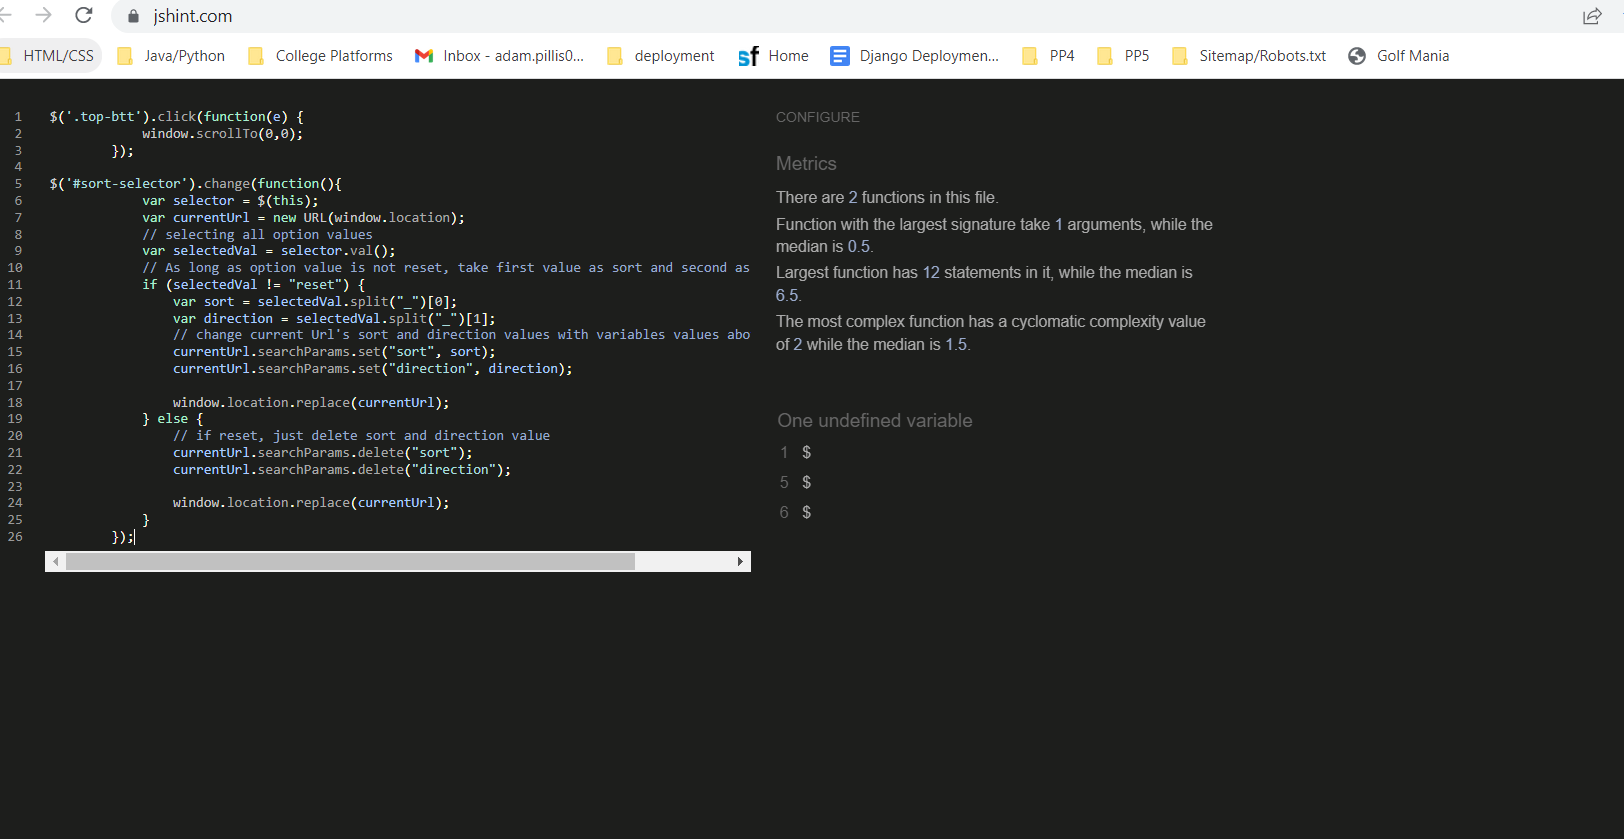 jshint.com
HTML/CSS Java/Python College Platforms Inbox - adam.pillis0... deployment sf Home Django Deploymen... PP4 PP5 Sitemap/Robots.txt Golf Mania
1 $('.top-btt').click(function(e) {
2 window.scrollTo(0,0);
3 });
4
5 $('#sort-selector').change(function(){
6 var selector = $(this);
7 var currentUrl = new URL(window.location);
8 // selecting all option values
9 var selectedVal = selector.val();
10 // As long as option value is not reset, take first value as sort and second as
11 if (selectedVal != "reset") {
12 var sort = selectedVal.split("_")[0];
13 var direction = selectedVal.split("_")[1];
14 // change current Url's sort and direction values with variables values abo
15 currentUrl.searchParams.set("sort", sort);
16 currentUrl.searchParams.set("direction", direction);
17
18 window.location.replace(currentUrl);
19 } else {
20 // if reset, just delete sort and direction value
21 currentUrl.searchParams.delete("sort");
22 currentUrl.searchParams.delete("direction");
23
24 window.location.replace(currentUrl);
25 }
26 });
CONFIGURE
Metrics
There are 2 functions in this file.
Function with the largest signature take 1 arguments, while the
median is 0.5.
Largest function has 12 statements in it, while the median is
6.5.
The most complex function has a cyclomatic complexity value
of 2 while the median is 1.5.
One undefined variable
1 $
5 $
6 $